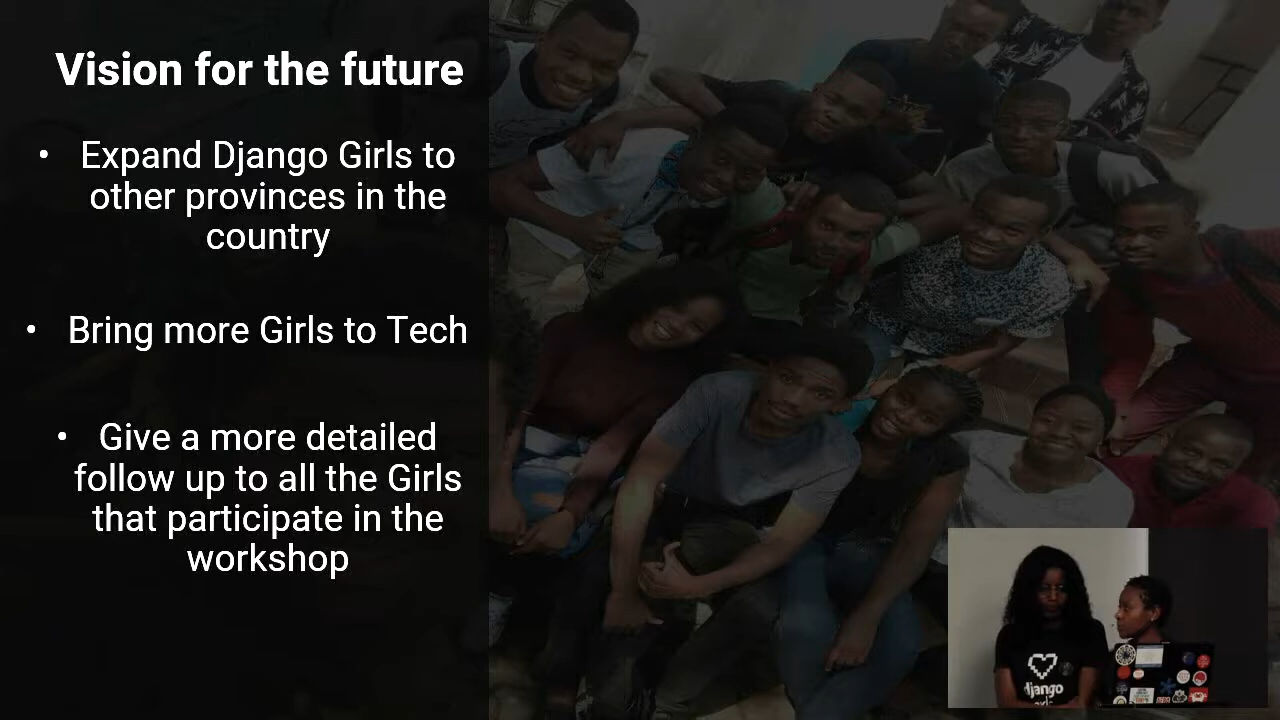 Vision for the future
• Expand Django Girls to
other provinces in the
country
• Bring more Girls to Tech
• Give a more detailed
follow up to all the Girls
that participate in the
workshop
django